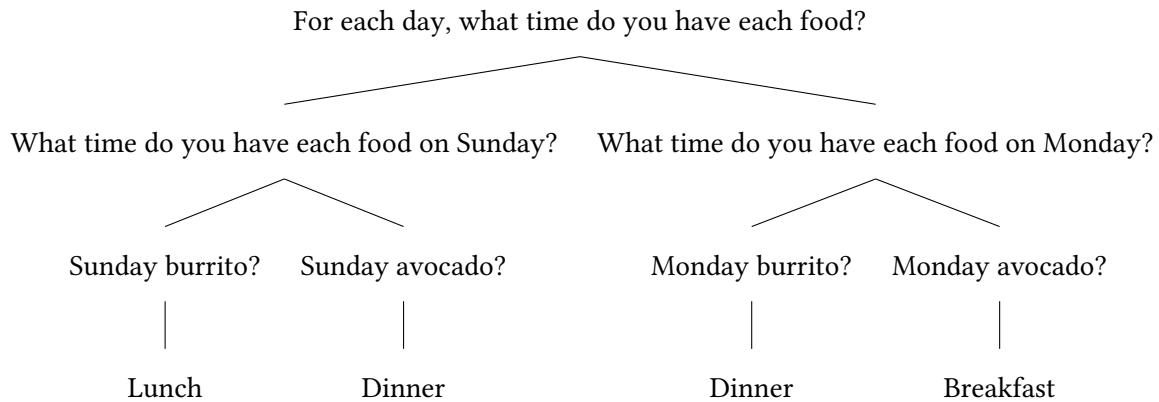 For each day, what time do you have each food?
What time do you have each food on Sunday? What time do you have each food on Monday?
Sunday burrito? Sunday avocado? Monday burrito? Monday avocado?
Lunch Dinner Dinner Breakfast